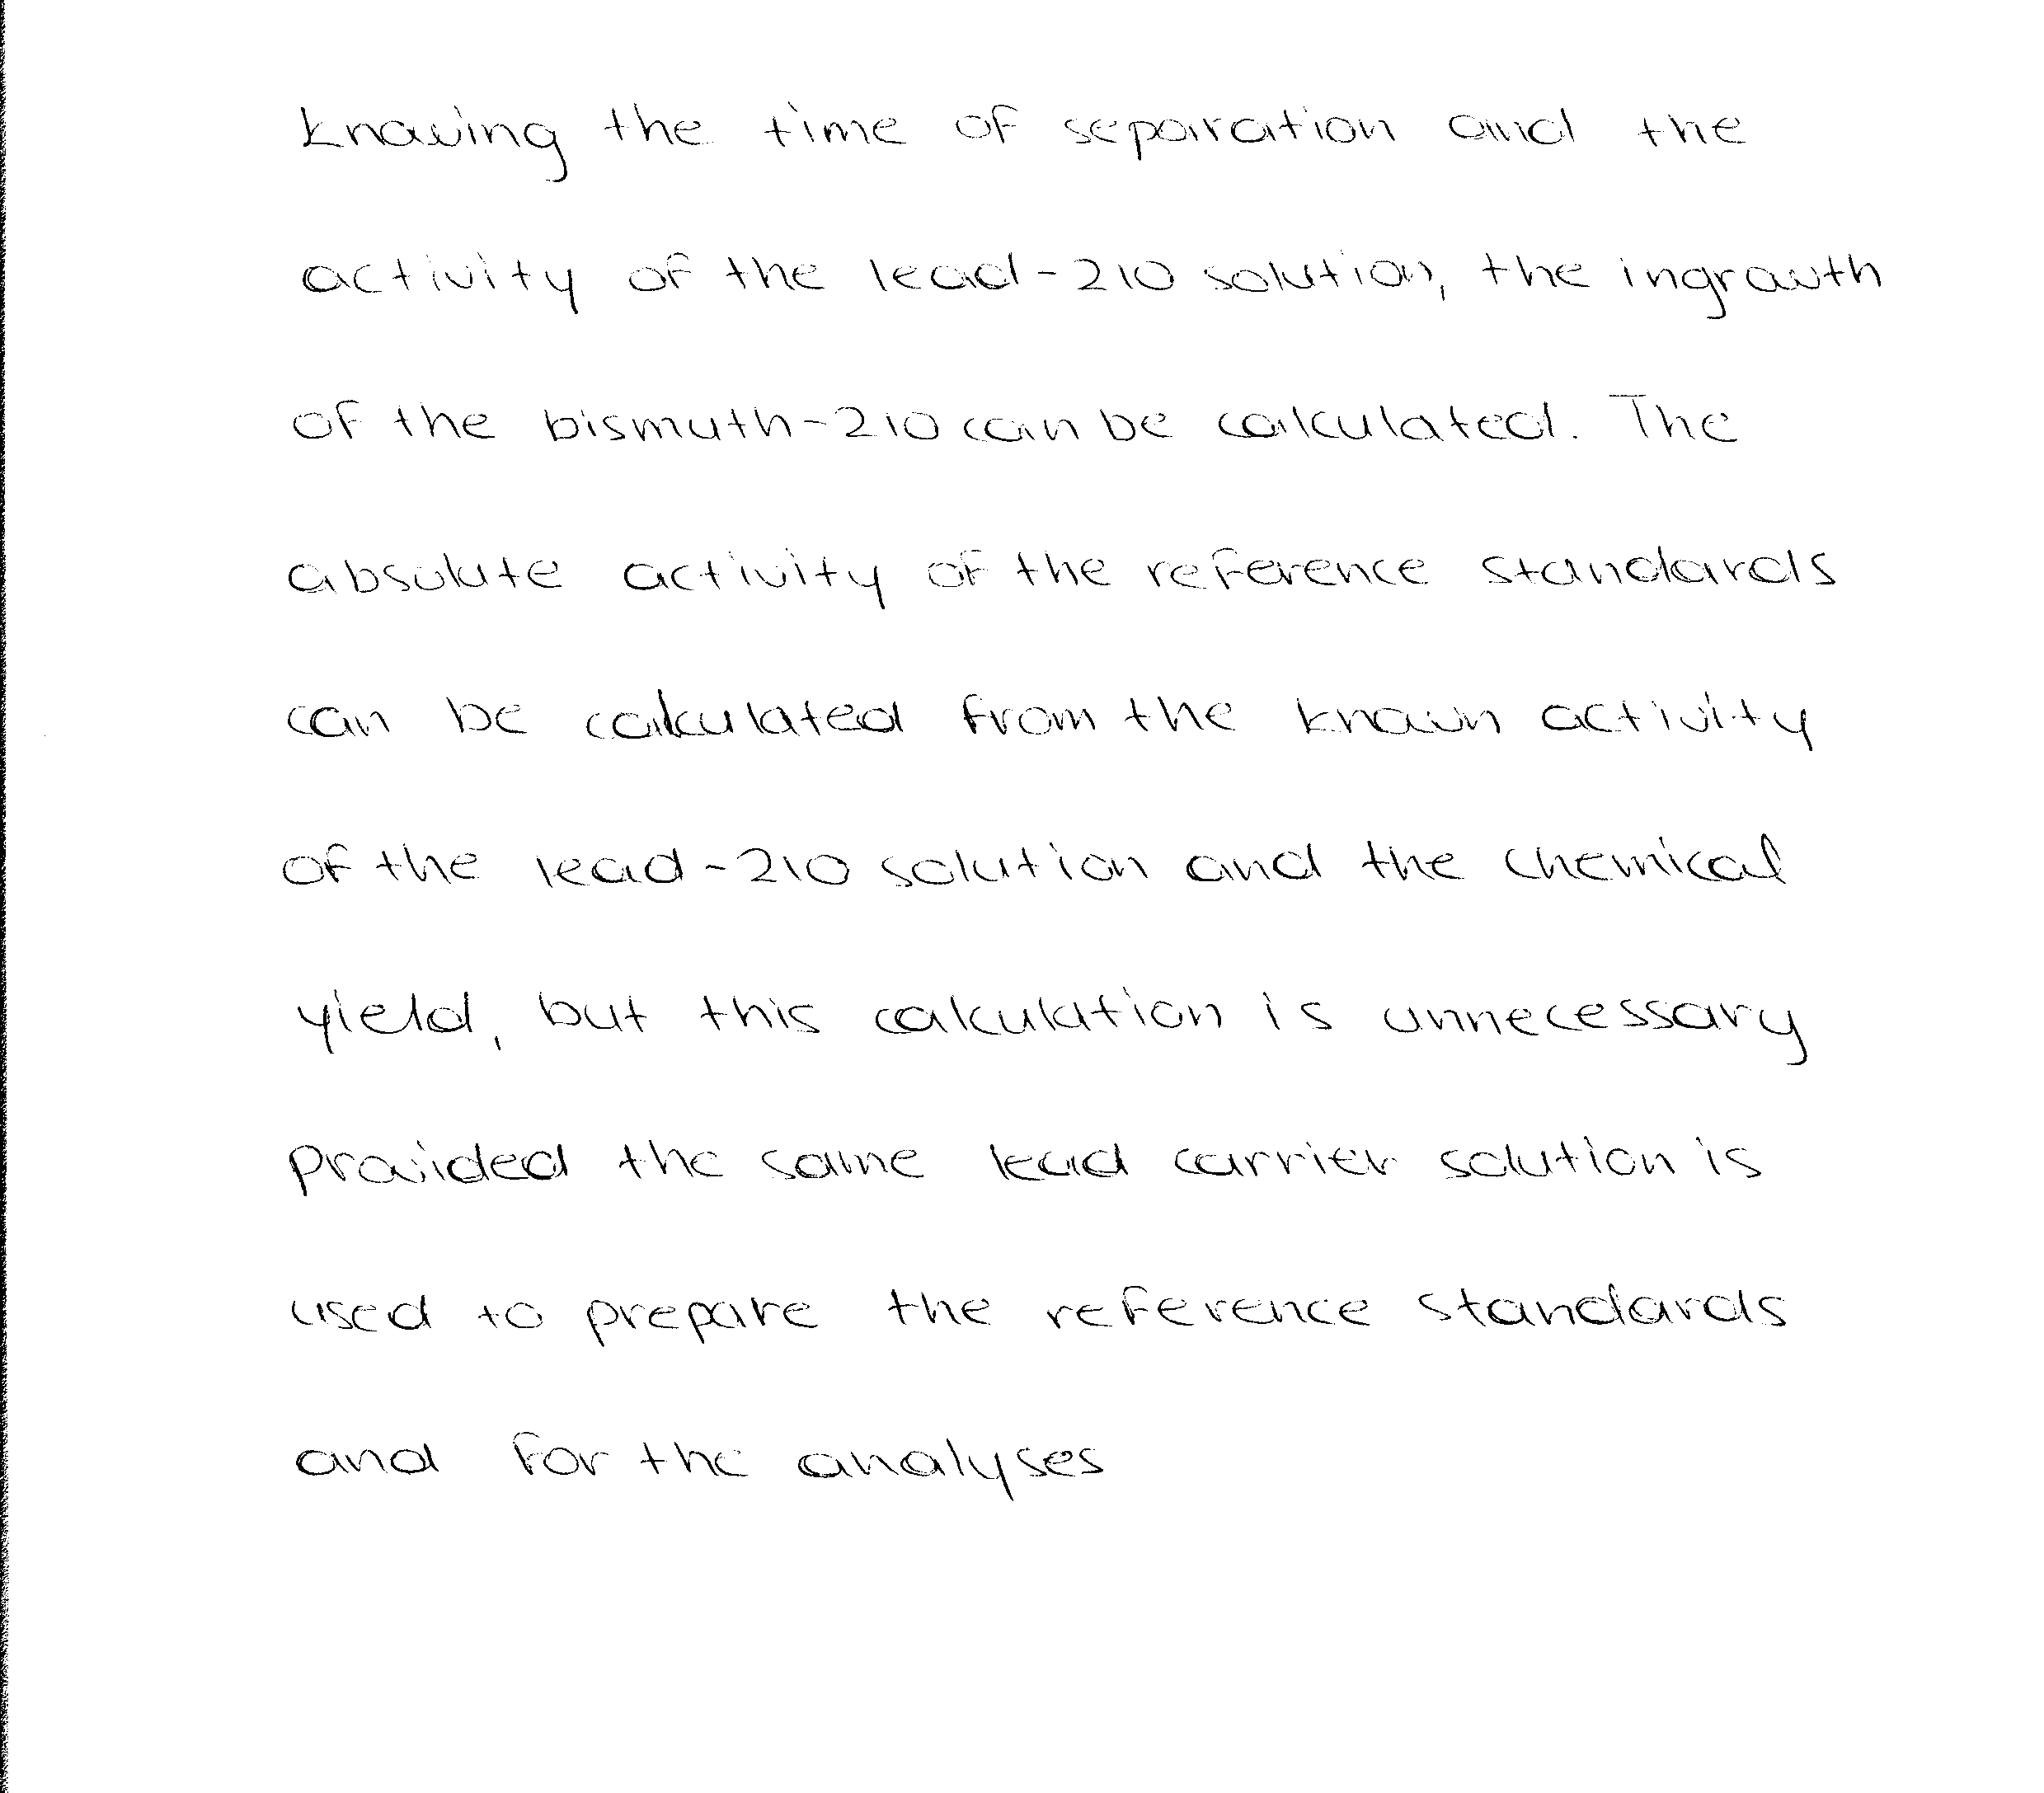 Knowing the time of separation and the
activity of the lead-210 solution, the ingrowth
of the bismuth-210 can be calculated. The
absolute activity of the reference standards
can be calculated from the known activity
of the lead-210 solution and the chemical
yield, but this calculation is unnecessary
provided the same lead carrier solution is
used to prepare the reference standards
and for the analyses